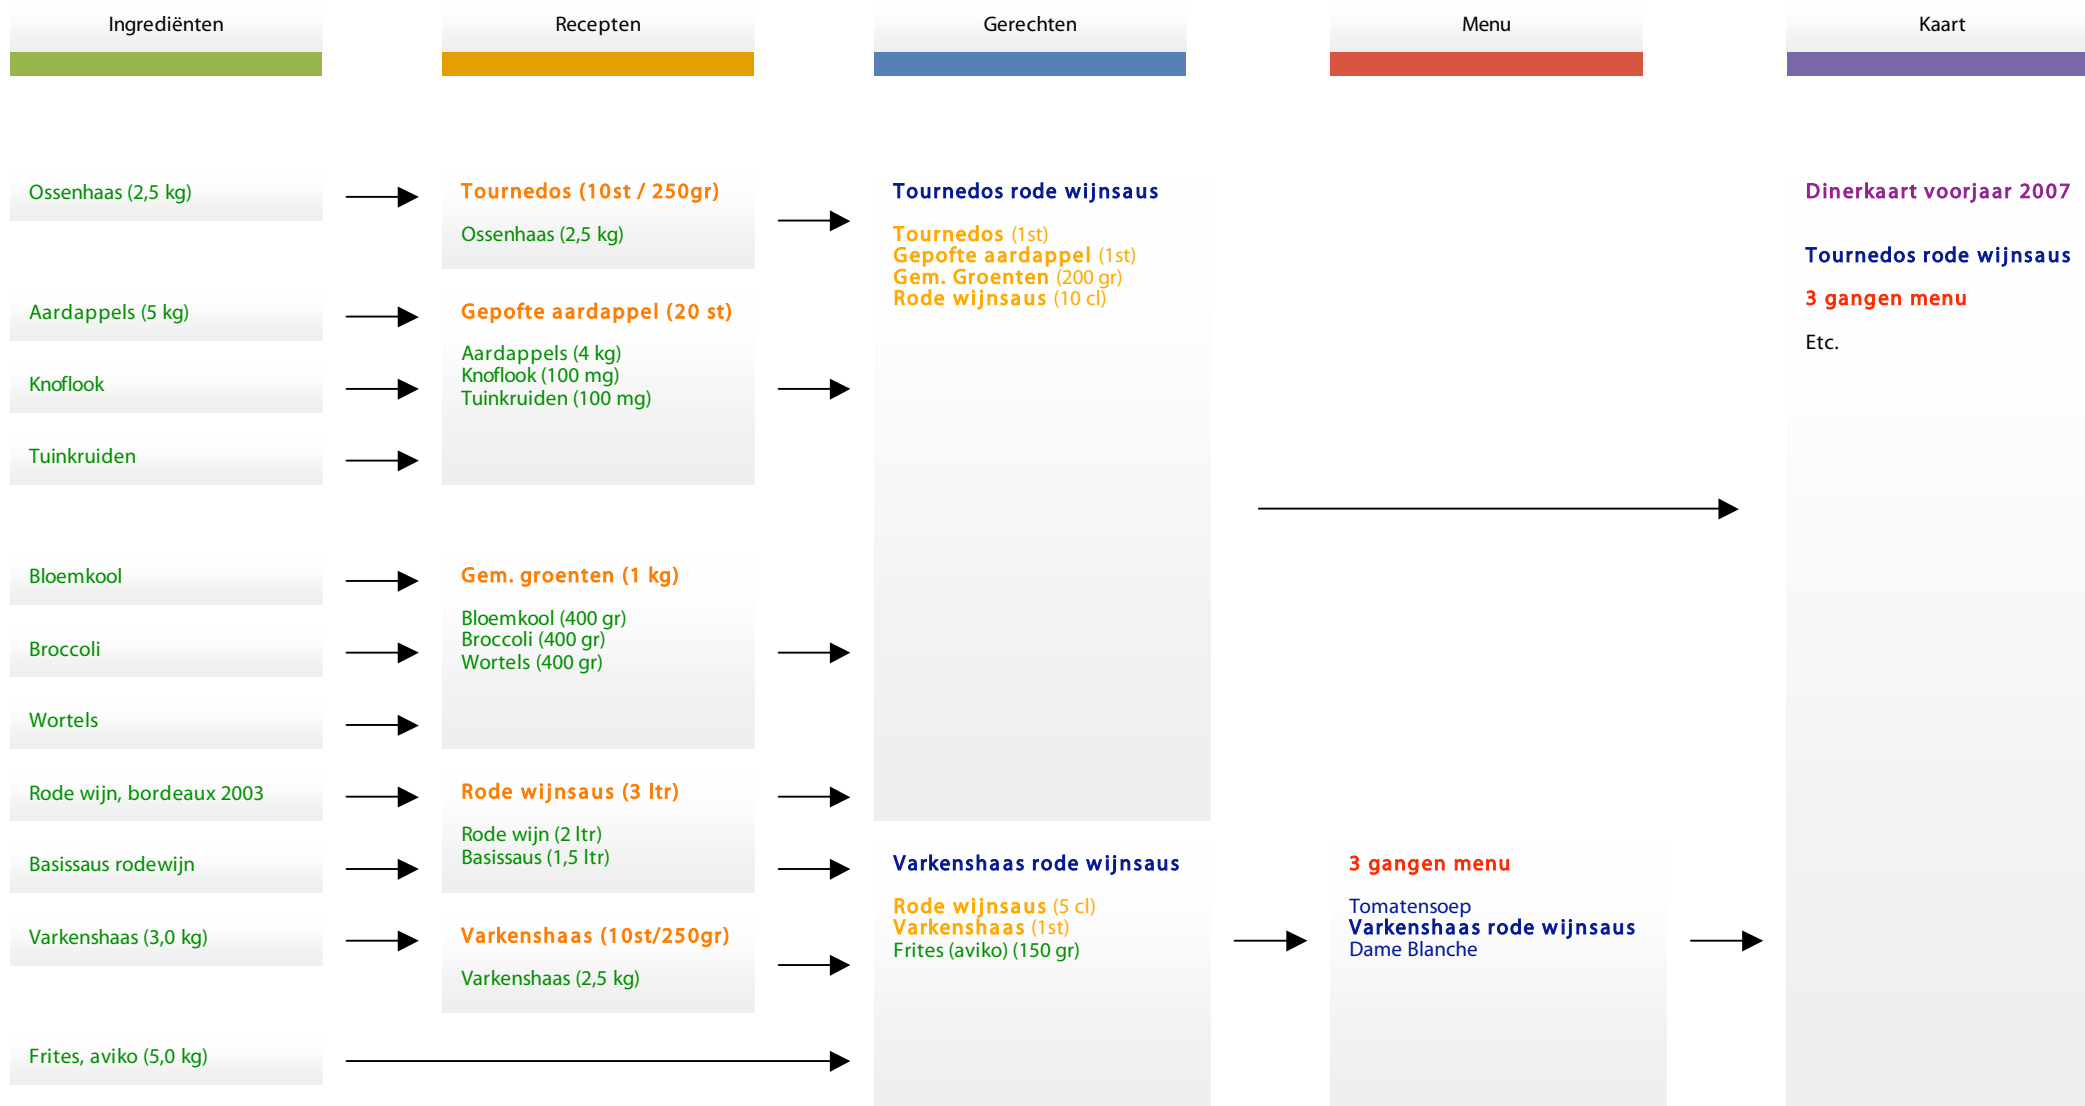 Ingrediënten
Recepten
Gerechten
Menu
Kaart
Ossenhaas (2,5 kg)
Aardappels (5 kg)
Knoflook
Tuinkruiden
Bloemkool
Broccoli
Wortels
Rode wijn, bordeaux 2003
Basissaus rodewijn
Varkenshaas (3,0 kg)
Frites, aviko (5,0 kg)
Tournedos (10st / 250gr)
Ossenhaas (2,5 kg)
Gepofte aardappel (20 st)
Aardappels (4 kg)
Knoflook (100 mg)
Tuinkruiden (100 mg)
Gem. groenten (1 kg)
Bloemkool (400 gr)
Broccoli (400 gr)
Wortels (400 gr)
Rode wijnsaus (3 ltr)
Rode wijn (2 ltr)
Basissaus (1,5 ltr)
Varkenshaas (10st/250gr)
Varkenshaas (2,5 kg)
Tournedos rode wijnsaus
Tournedos (1st)
Gepofte aardappel (1st)
Gem. Groenten (200 gr)
Rode wijnsaus (10 cl)
Varkenshaas rode wijnsaus
Rode wijnsaus (5 cl)
Varkenshaas (1st)
Frites (aviko) (150 gr)
3 gangen menu
Tomatensoep
Varkenshaas rode wijnsaus
Dame Blanche
Dinerkaart voorjaar 2007
Tournedos rode wijnsaus
3 gangen menu
Etc.